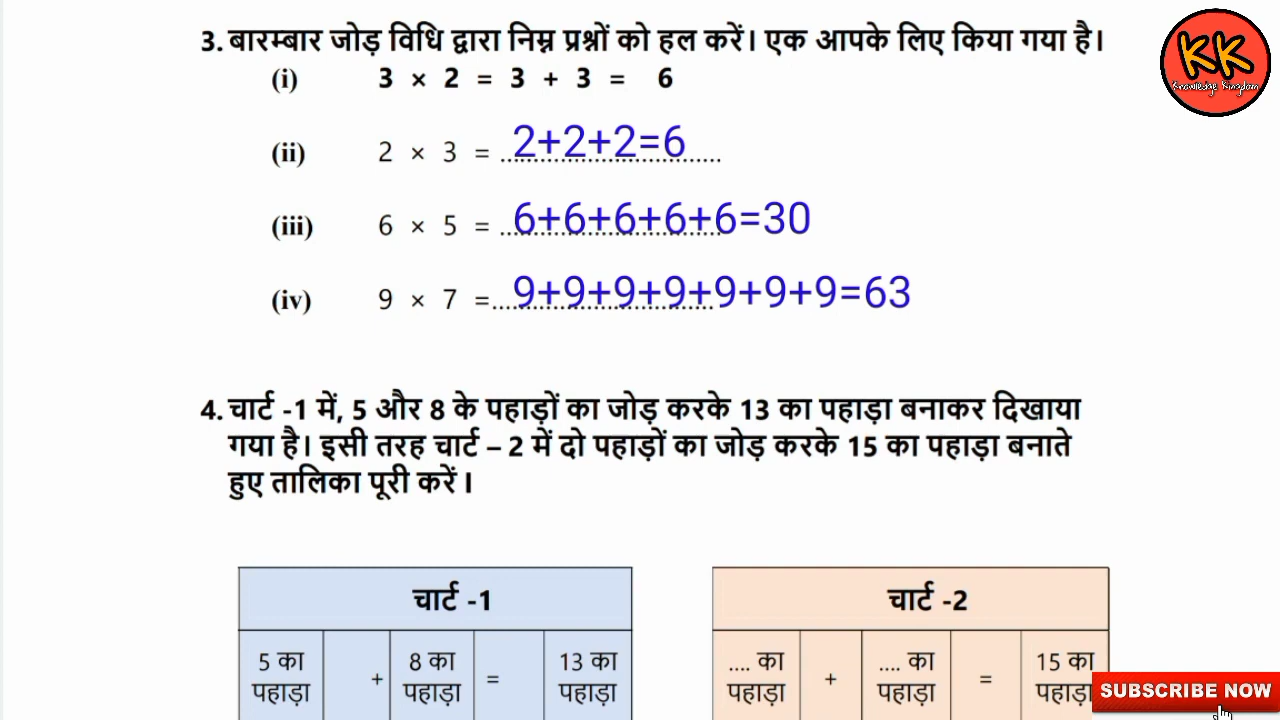 3. बारम्बार जोड़ विधि द्वारा निम्न प्रश्नों को हल करें। एक आपके लिए किया गया है।
KK
Knowledge Kingdom
(i) 3 × 2 = 3 + 3 = 6
(ii) 2 × 3 = 2+2+2=6
(iii) 6 × 5 = 6+6+6+6+6=30
(iv) 9 × 7 = 9+9+9+9+9+9+9=63
4. चार्ट -1 में, 5 और 8 के पहाड़ों का जोड़ करके 13 का पहाड़ा बनाकर दिखाया
गया है। इसी तरह चार्ट – 2 में दो पहाड़ों का जोड़ करके 15 का पहाड़ा बनाते
हुए तालिका पूरी करें ।
चार्ट -1
5 का पहाड़ा + 8 का पहाड़ा = 13 का पहाड़ा
चार्ट -2
.... का पहाड़ा + .... का पहाड़ा = 15 का पहाड़ा
SUBSCRIBE NOW